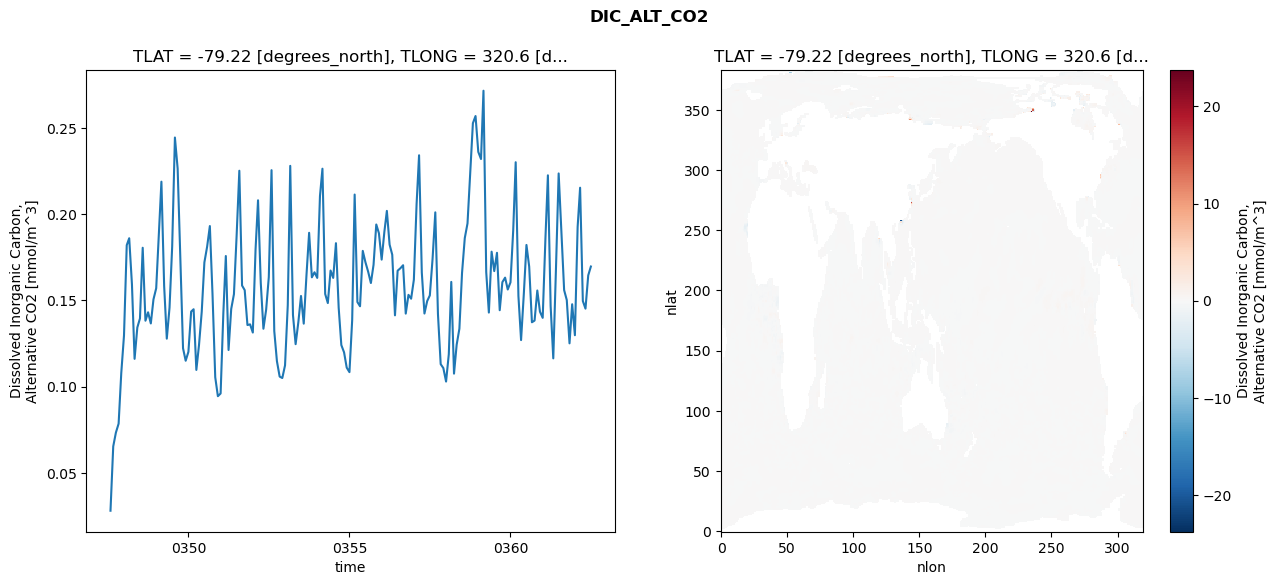 DIC_ALT_CO2
TLAT = -79.22 [degrees_north], TLONG = 320.6 [d...
0.25
0.20
0.15
0.10
0.05
Dissolved Inorganic Carbon,
Alternative CO2 [mmol/m^3]
0350
0355
0360
time
TLAT = -79.22 [degrees_north], TLONG = 320.6 [d...
350
300
250
200
150
100
50
0
nlat
0
50
100
150
200
250
300
nlon
20
10
0
−10
−20
Dissolved Inorganic Carbon,
Alternative CO2 [mmol/m^3]